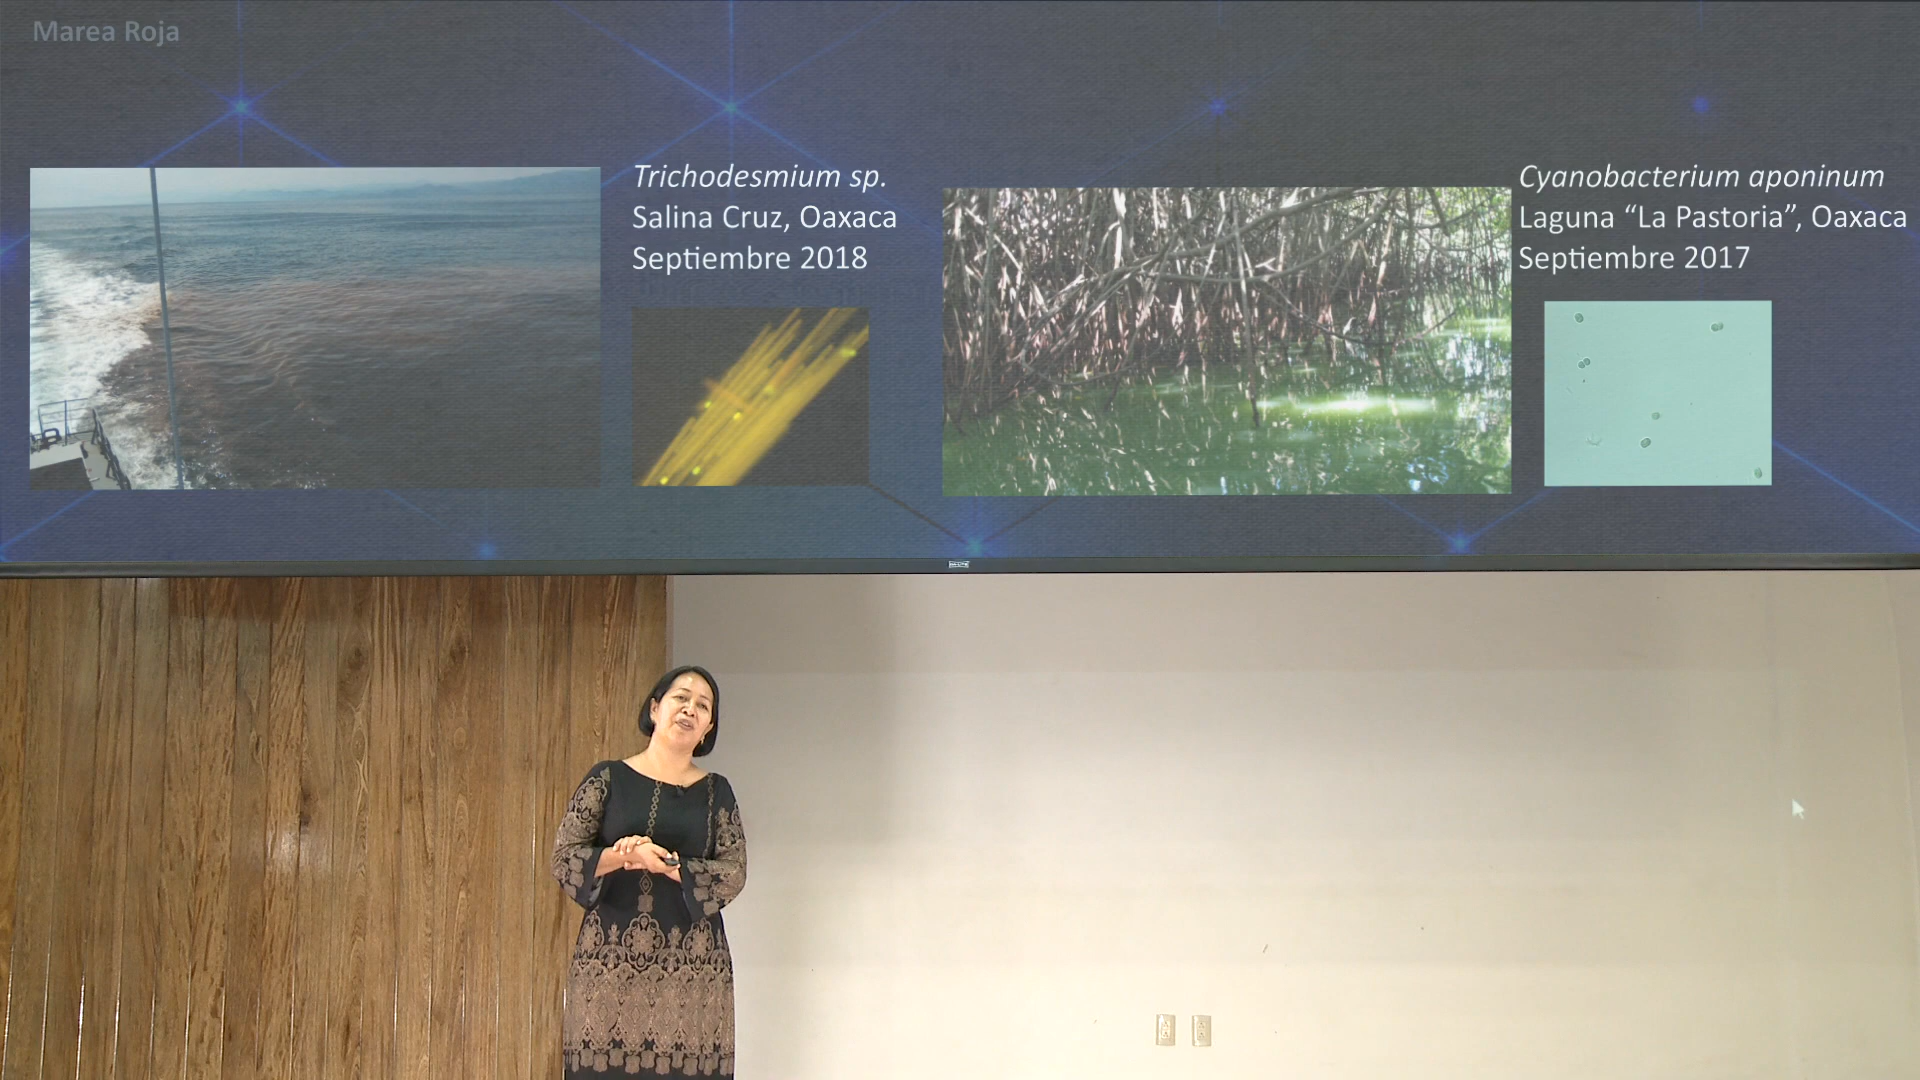 Marea Roja
Trichodesmium sp.
Salina Cruz, Oaxaca
Septiembre 2018
Cyanobacterium aponinum
Laguna “La Pastoria”, Oaxaca
Septiembre 2017